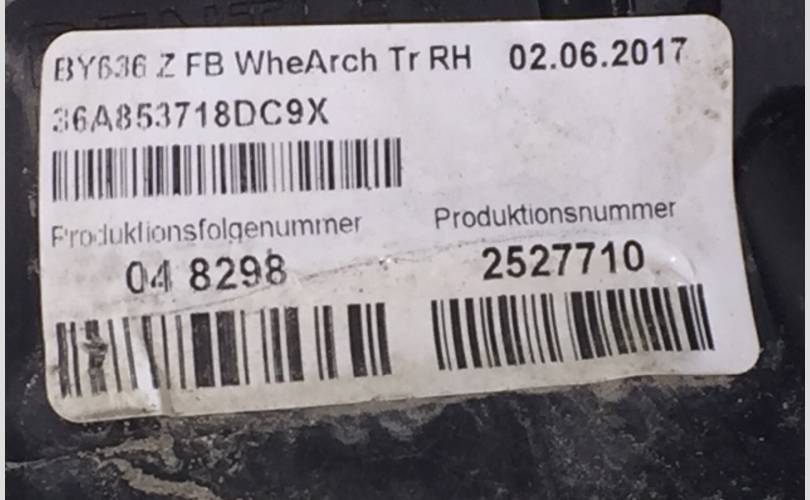 BY636 Z FB WheArch Tr RH 02.06.2017
36A853718DC9X
Produktionsfolgenummer Produktionsnummer
04 8298 2527710